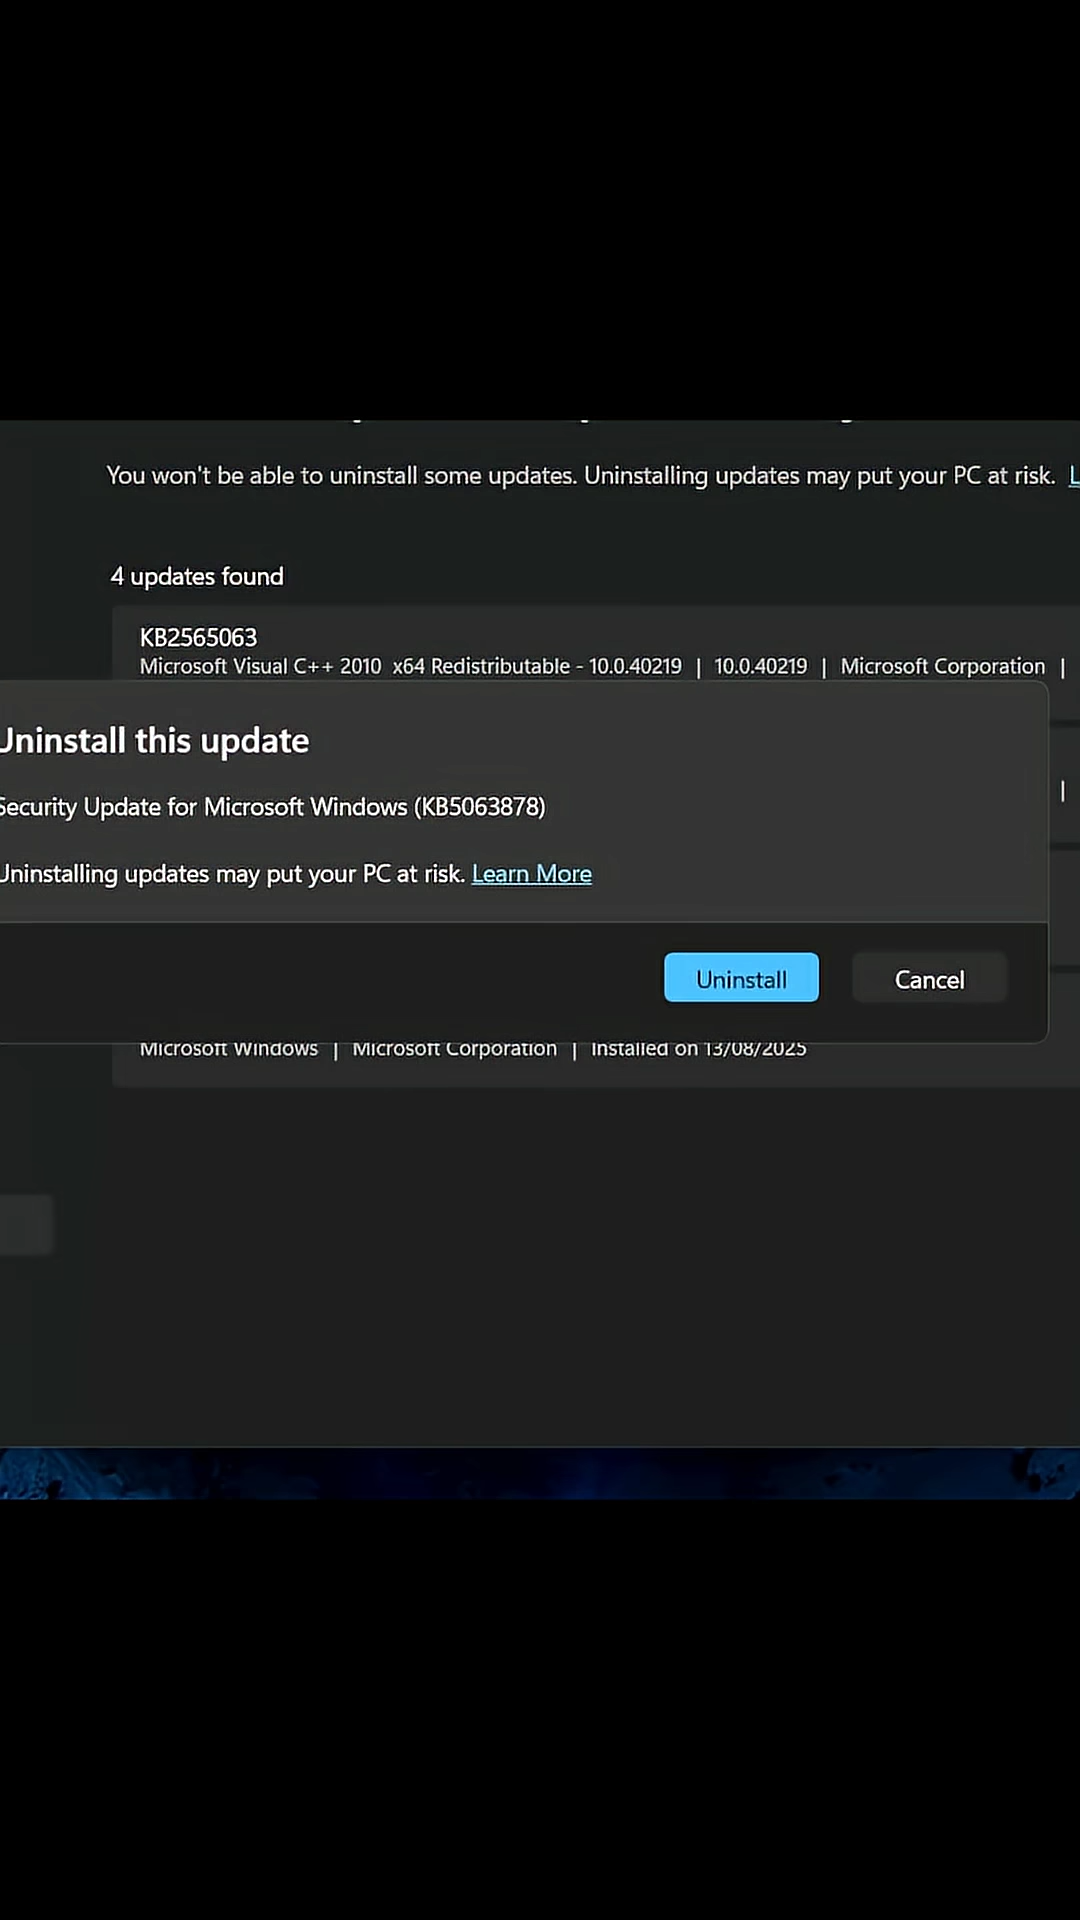 You won't be able to uninstall some updates. Uninstalling updates may put your PC at risk.
4 updates found
KB2565063
Microsoft Visual C++ 2010 x64 Redistributable - 10.0.40219 | 10.0.40219 | Microsoft Corporation |
Uninstall this update
|
Security Update for Microsoft Windows (KB5063878)
Uninstalling updates may put your PC at risk. Learn More
Uninstall Cancel
Microsoft Windows | Microsoft Corporation | Installed on 13/08/2025